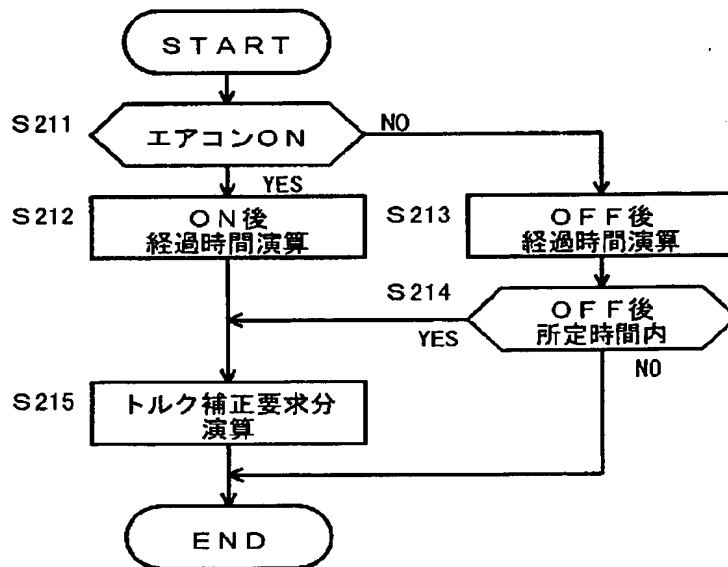 START
S211
エアコンON
NO
YES
S212
ON後
経過時間演算
S213
OFF後
経過時間演算
S214
OFF後
所定時間内
YES
NO
S215
トルク補正要求分
演算
END